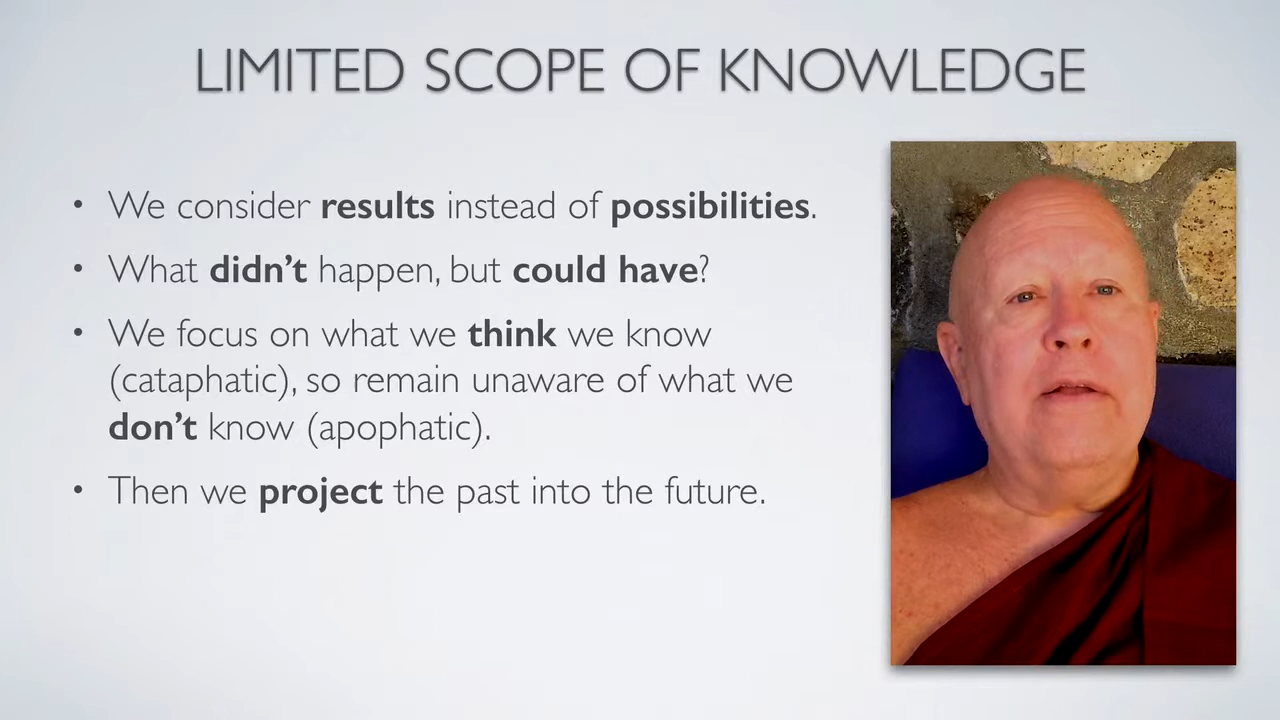 LIMITED SCOPE OF KNOWLEDGE
• We consider results instead of possibilities.
• What didn’t happen, but could have?
• We focus on what we think we know
(cataphatic), so remain unaware of what we
don’t know (apophatic).
• Then we project the past into the future.